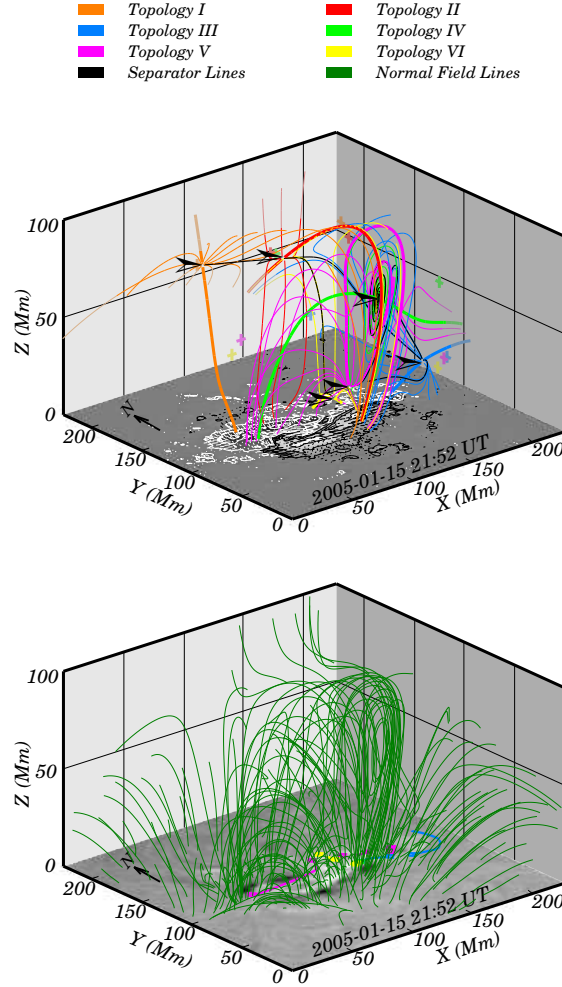 Topology I
Topology II
Topology III
Topology IV
Topology V
Topology VI
Separator Lines
Normal Field Lines
100
50
0
Z (Mm)
N
200
150
100
50
0
Y (Mm)
0
50
100
150
200
X (Mm)
2005-01-15 21:52 UT
100
50
0
Z (Mm)
N
200
150
100
50
0
Y (Mm)
0
50
100
150
200
X (Mm)
2005-01-15 21:52 UT